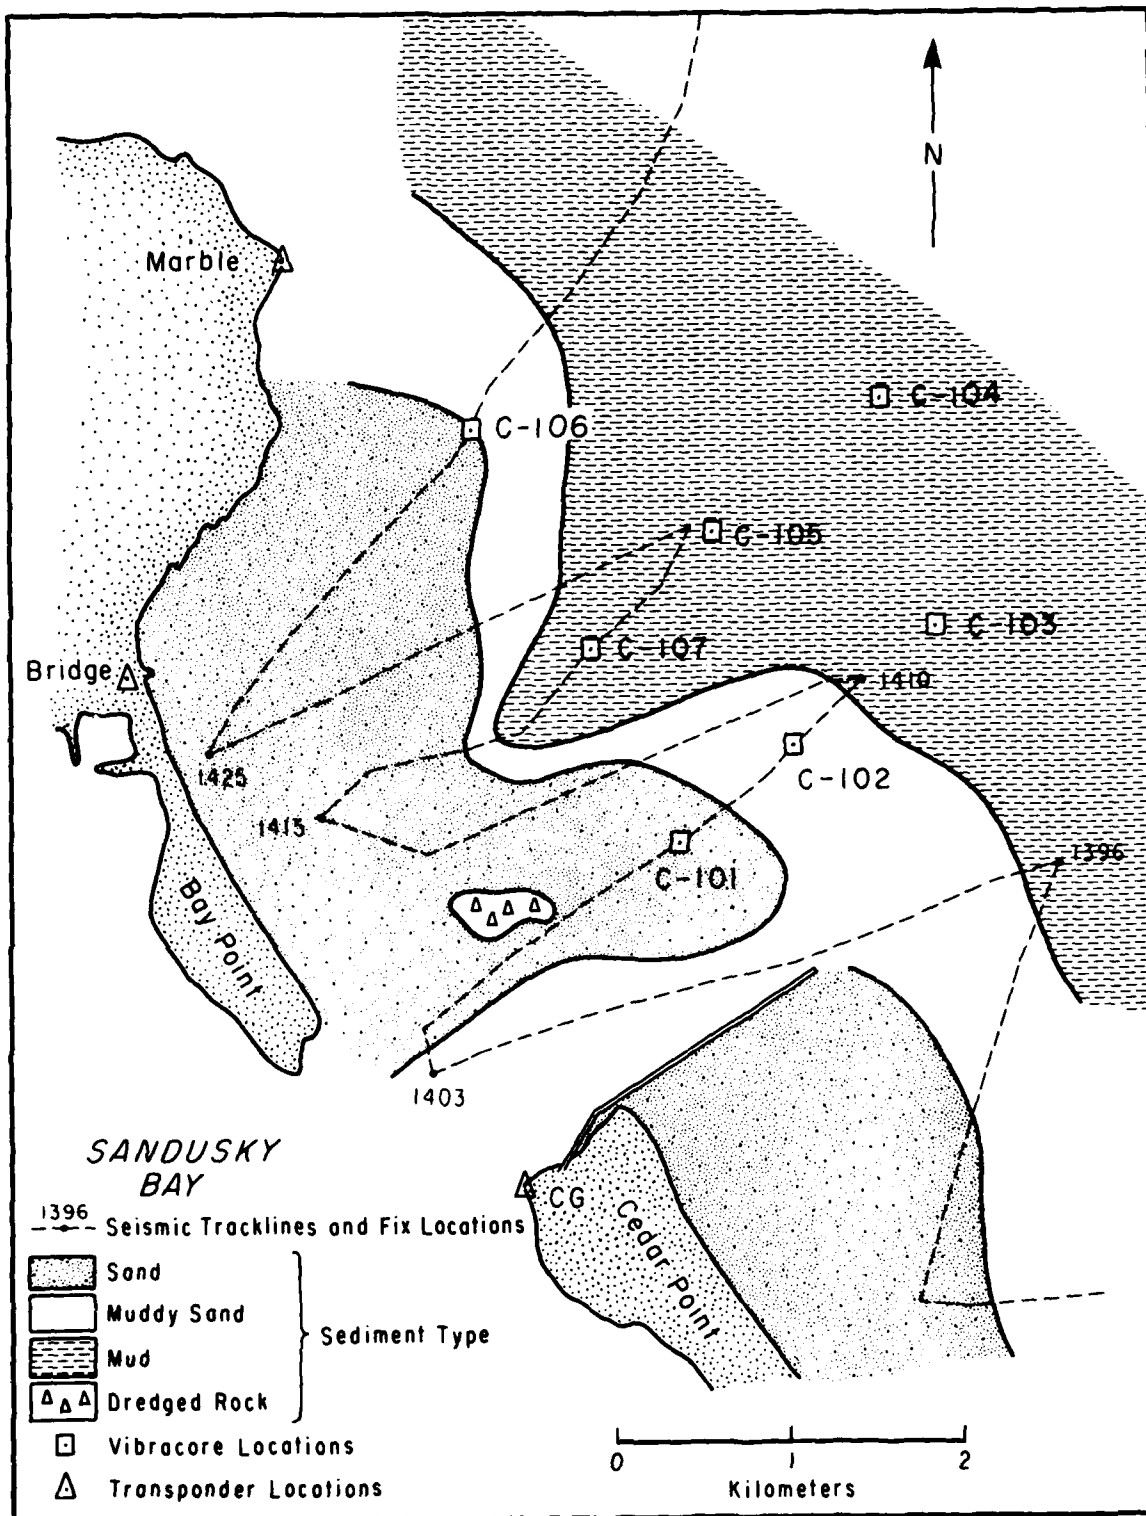 N
Marble
C-104
C-106
C-105
C-103
C-107
Bridge
1410
C-102
1425
1415
1396
C-101
Bay Point
1403
SANDUSKY
BAY
CG
Cedar Point
1396
Seismic Tracklines and Fix Locations
Sand
Muddy Sand
Sediment Type
Mud
Dredged Rock
Vibracore Locations
0 1 2
Transponder Locations
Kilometers